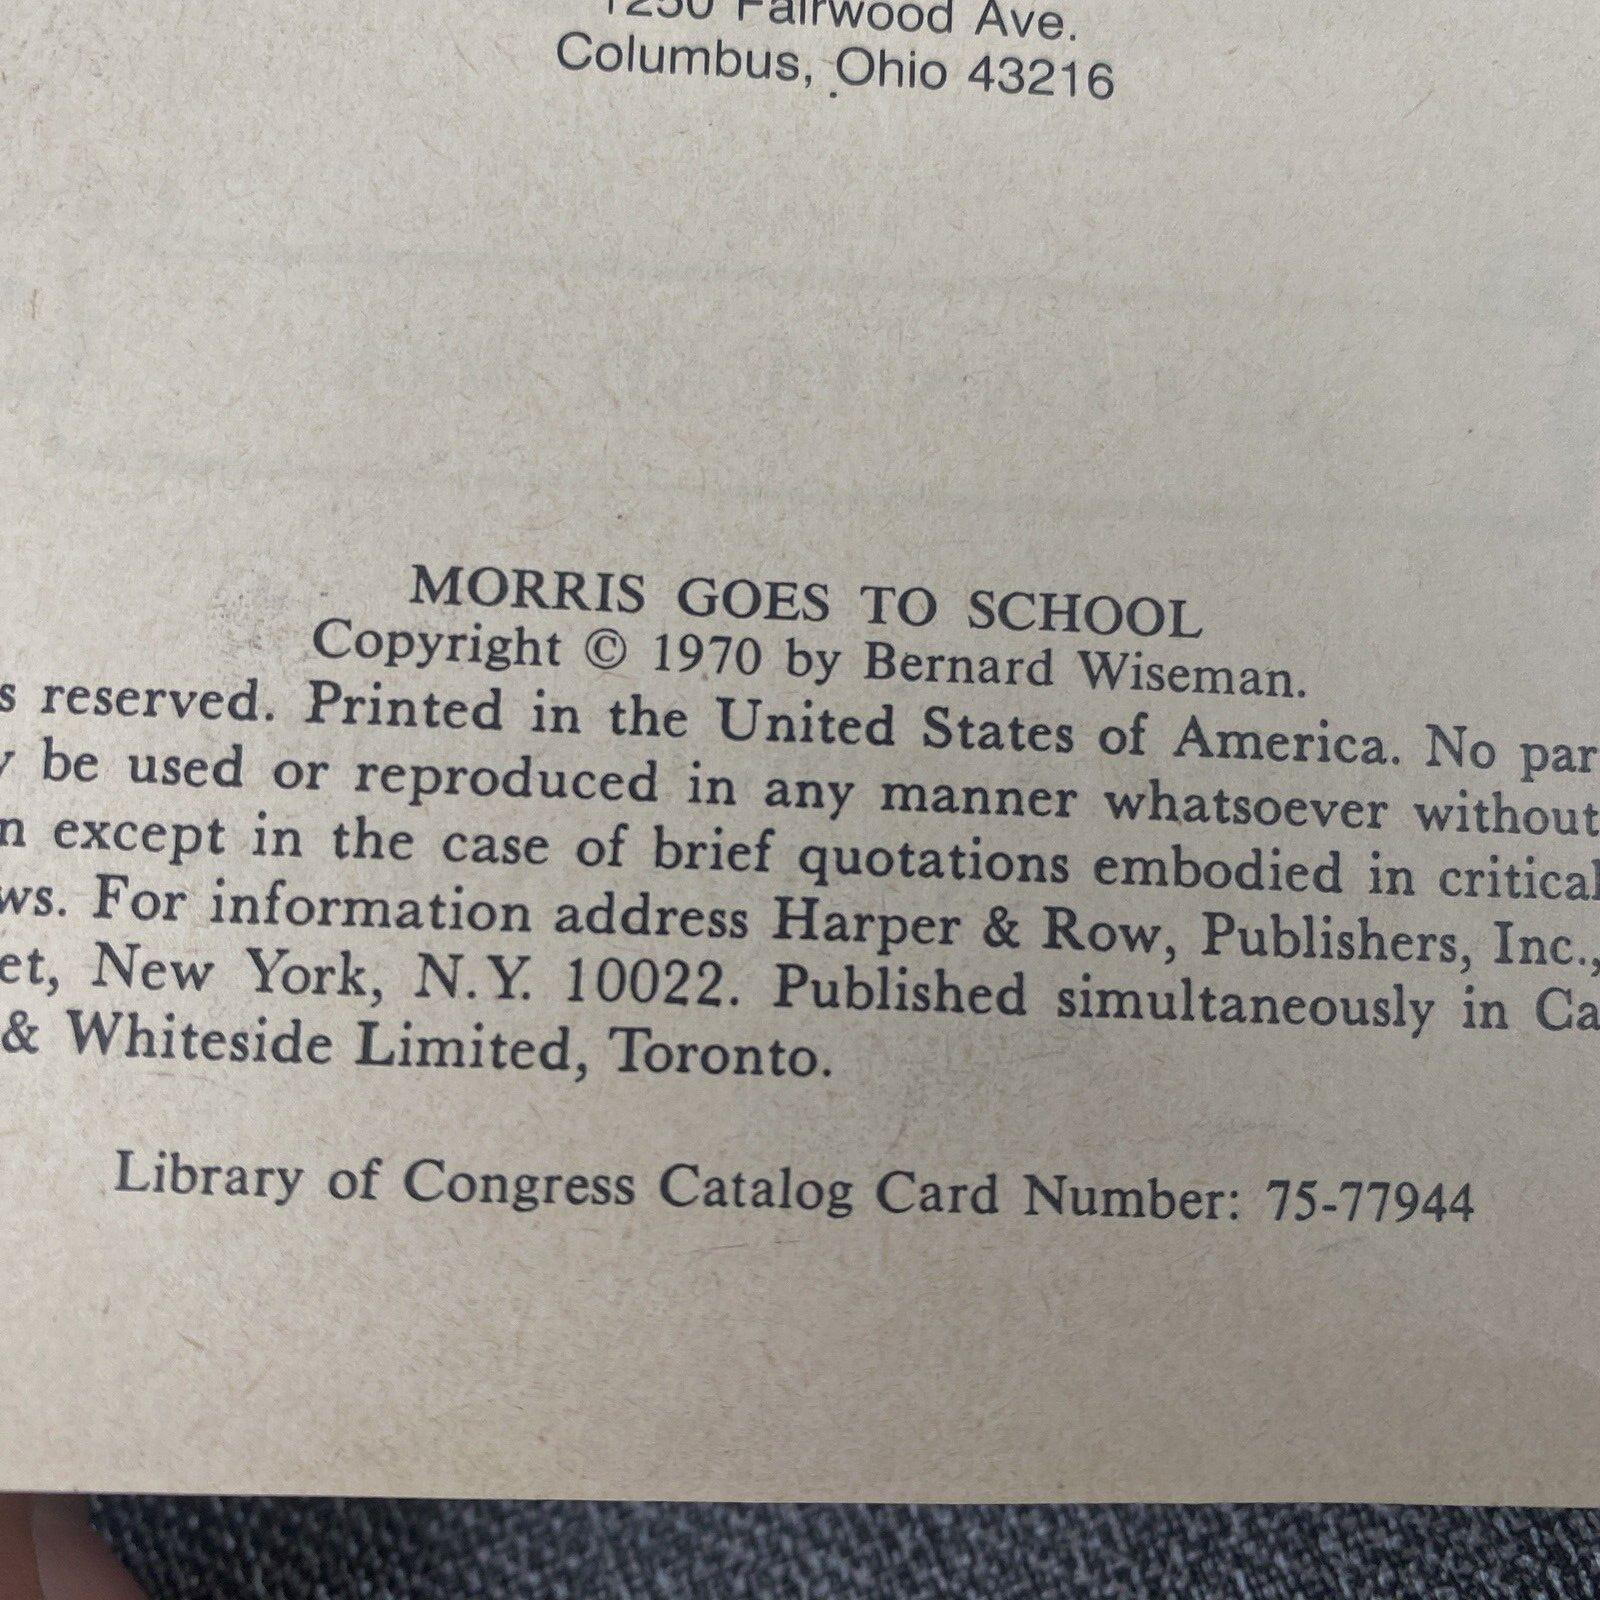 1250 Fairwood Ave.
Columbus, Ohio 43216
MORRIS GOES TO SCHOOL
Copyright © 1970 by Bernard Wiseman.
s reserved. Printed in the United States of America. No par
y be used or reproduced in any manner whatsoever without
n except in the case of brief quotations embodied in critical
ws. For information address Harper & Row, Publishers, Inc.,
et, New York, N.Y. 10022. Published simultaneously in Ca
& Whiteside Limited, Toronto.
Library of Congress Catalog Card Number: 75-77944